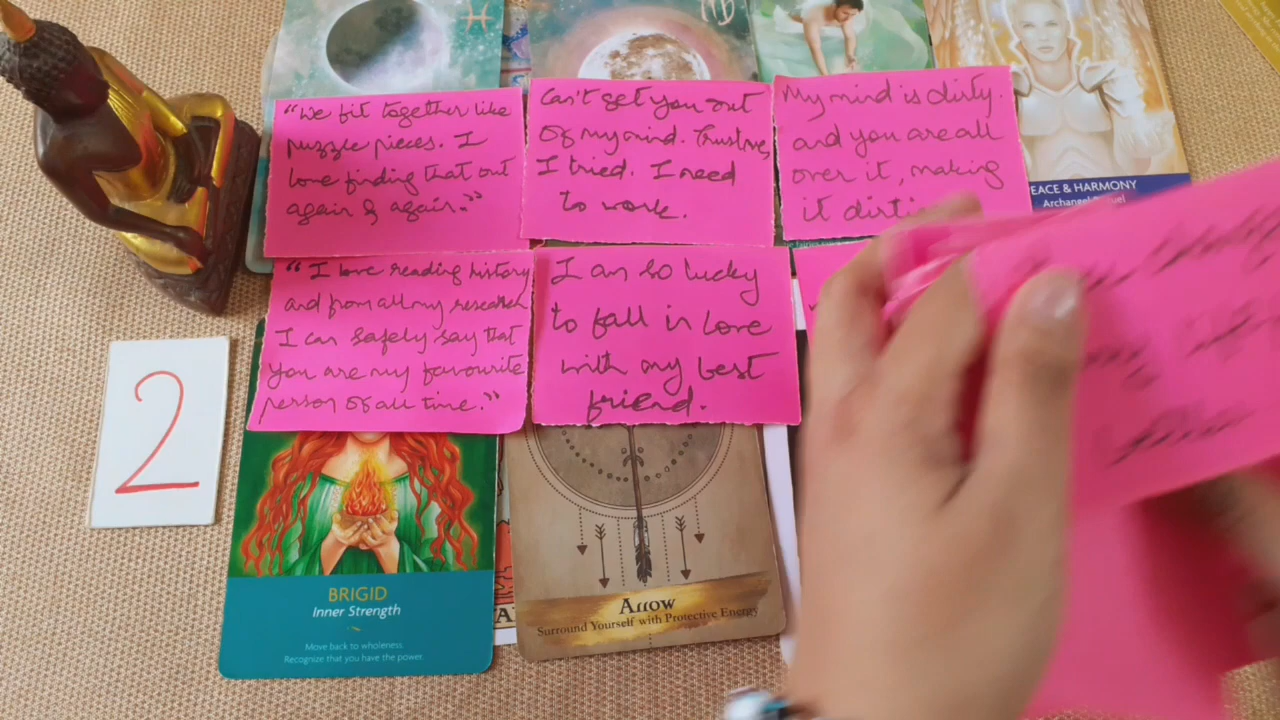 "We fit together like
puzzle pieces. I
love finding that out
again & again."
Can't get you out
of my mind. Trust me,
I tried. I need
to work.
My mind is dirty.
and you are all
over it, making
it dirti
PEACE & HARMONY
Archangel
"I love reading history
and from all my research
I can safely say that
you are my favourite
person of all time."
I am so lucky
to fall in love
with my best
friend.
2
BRIGID
Inner Strength
Move back to wholeness.
Recognize that you have the power.
Arrow
Surround Yourself with Protective Energy